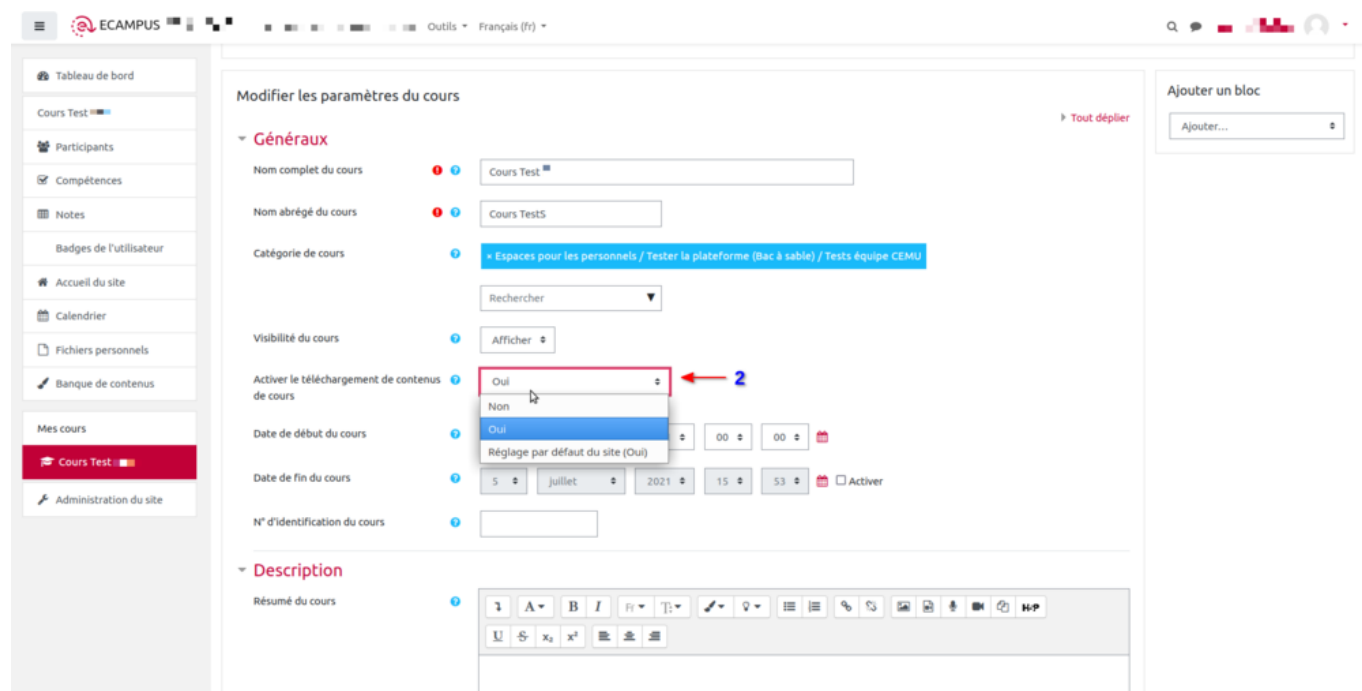 ECAMPUS
Outils
Français (fr)
Tableau de bord
Cours Test
Participants
Compétences
Notes
Badges de l'utilisateur
Accueil du site
Calendrier
Fichiers personnels
Banque de contenus
Mes cours
Cours Test
Administration du site
Modifier les paramètres du cours
Tout déplier
Généraux
Nom complet du cours
Cours Test
Nom abrégé du cours
Cours TestS
Catégorie de cours
× Espaces pour les personnels / Tester la plateforme (Bac à sable) / Tests équipe CEMU
Rechercher
Visibilité du cours
Afficher
Activer le téléchargement de contenus
de cours
Oui
2
Non
Oui
Réglage par défaut du site (Oui)
Date de début du cours
00 00
Date de fin du cours
5 juillet 2021 15 53 Activer
N° d'identification du cours
Description
Résumé du cours
A B I
H-P
U S x₂ x²
Ajouter un bloc
Ajouter...